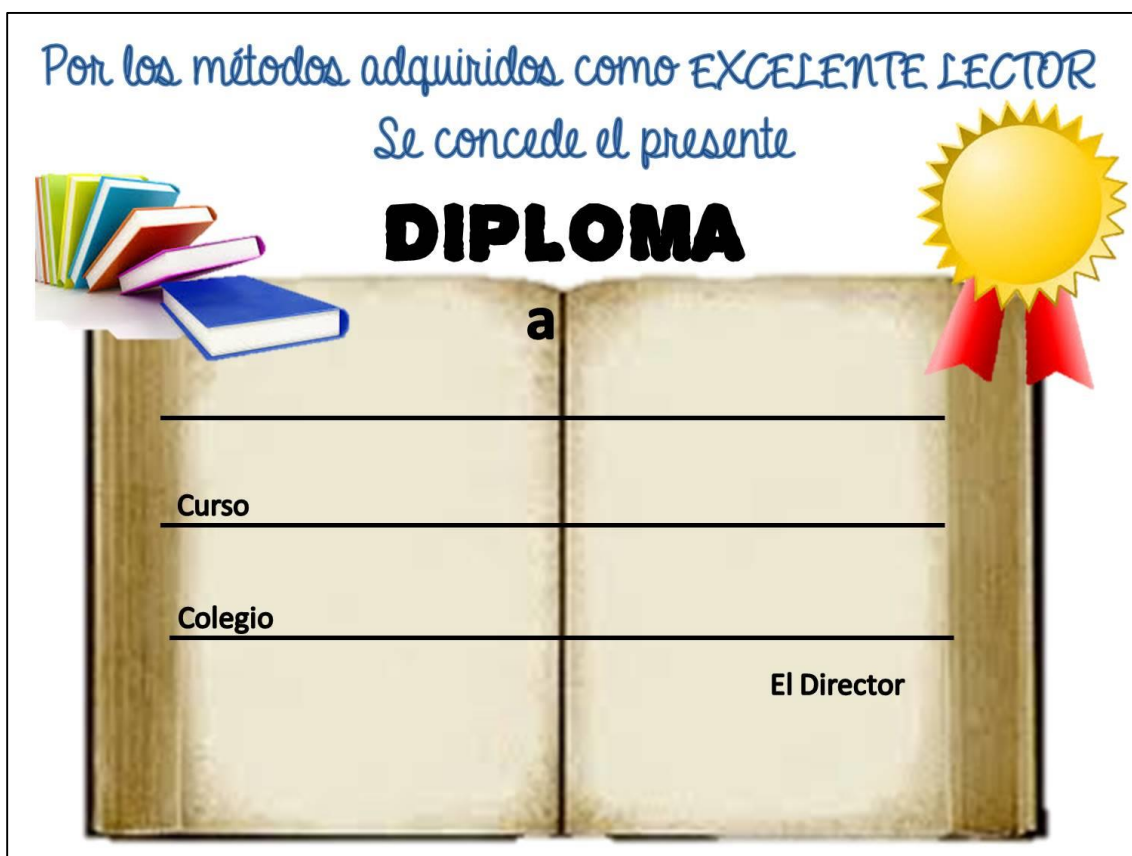 Por los métodos adquiridos como EXCELENTE LECTOR
Se concede el presente
DIPLOMA
a
Curso
Colegio
El Director